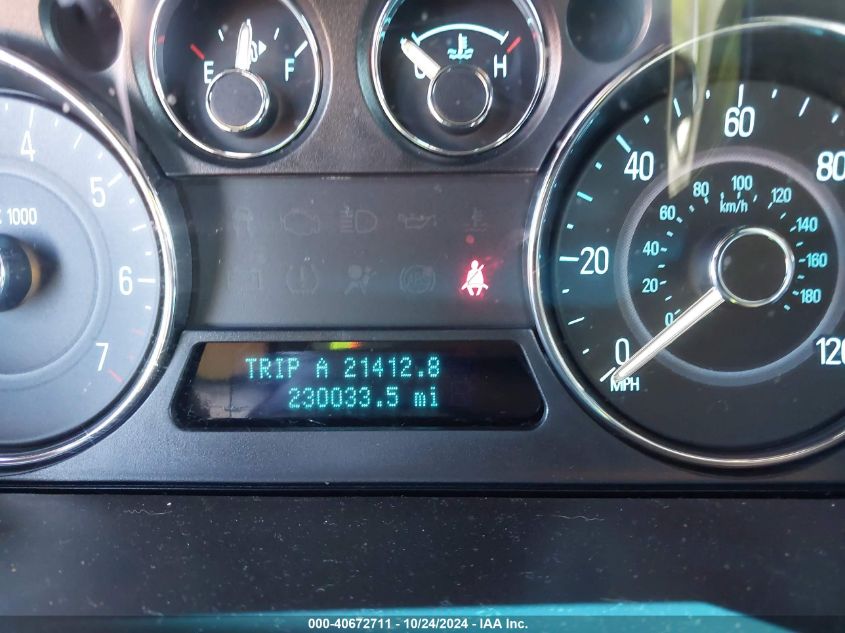 E F
C H
4
5
6
7
X 1000
TRIP A 21412.8
230033.5 mi
0 20 40 60 80 120
MPH
0 20 40 60 80 100 120 140 160 180
km/h
000-40672711 - 10/24/2024 - IAA Inc.